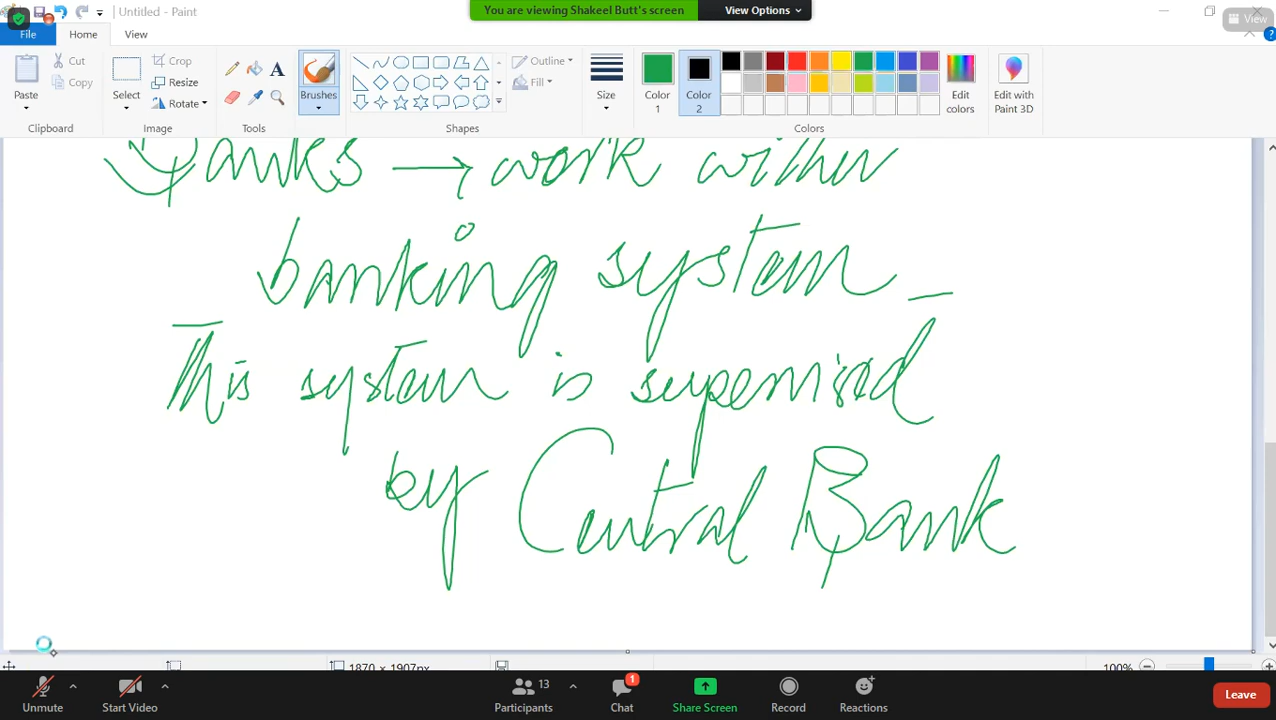 Untitled - Paint
You are viewing Shakeel Butt's screen
View Options
View
File
Home
View
Paste
Cut
Copy
Clipboard
Select
Crop
Resize
Rotate
Image
Tools
Brushes
Shapes
Outline
Fill
Size
Color 1
Color 2
Colors
Edit colors
Edit with Paint 3D
Banks → work within
banking system -
This system is supervised
by Central Bank
1870 × 1907px
100%
Unmute
Start Video
13
Participants
1
Chat
Share Screen
Record
Reactions
Leave